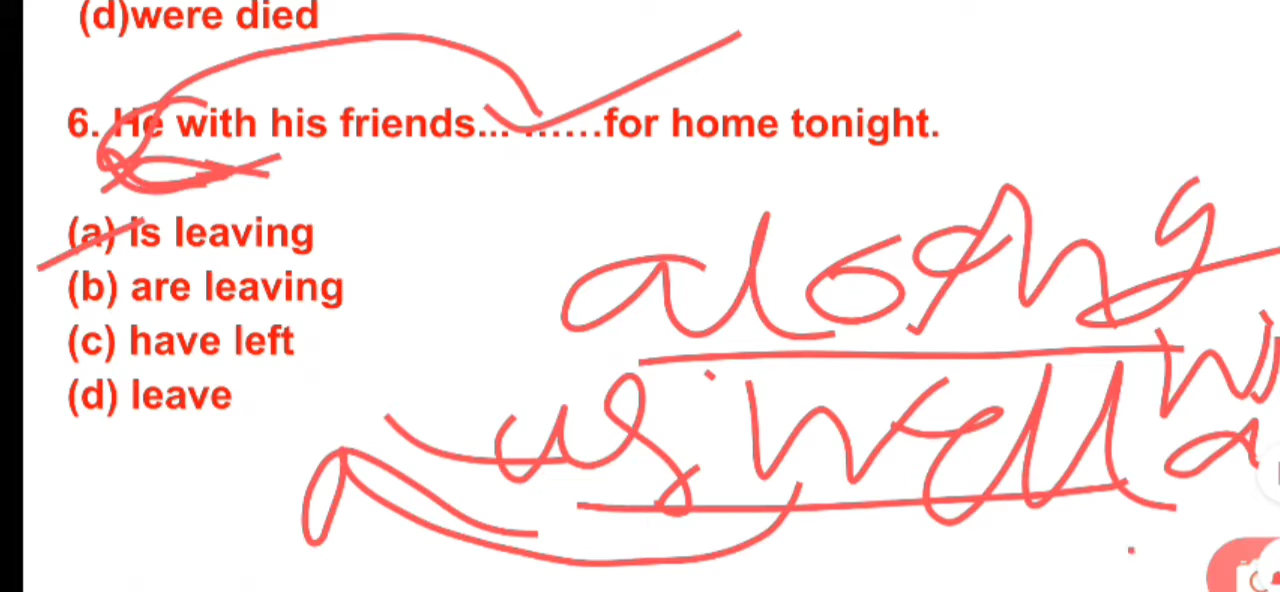 (d)were died
6. He with his friends... ......for home tonight.
(a) is leaving
(b) are leaving
(c) have left
(d) leave
along
as well